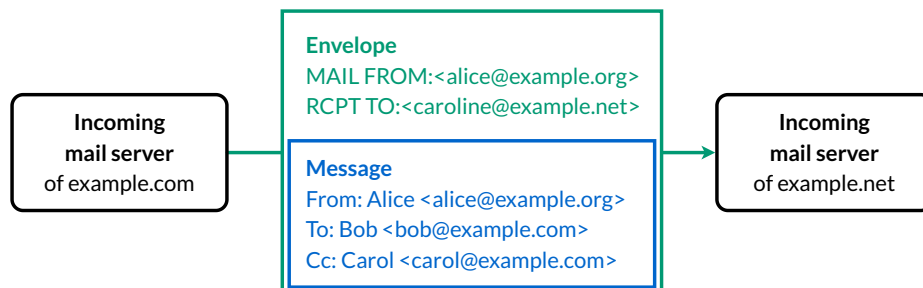 Envelope
MAIL FROM:<alice@example.org>
RCPT TO:<caroline@example.net>
Incoming
mail server
of example.com
Message
From: Alice <alice@example.org>
To: Bob <bob@example.com>
Cc: Carol <carol@example.com>
Incoming
mail server
of example.net